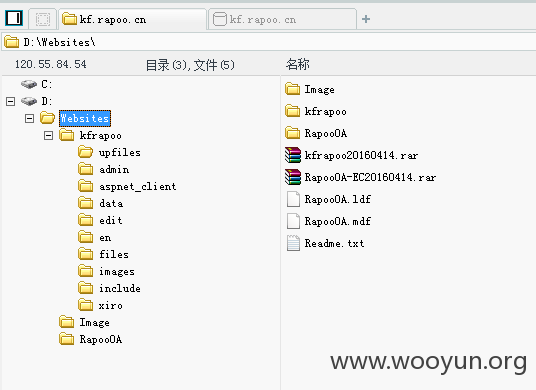 kf.rapoo.cn
kf.rapoo.cn
D:\Websites\
120.55.84.54
目录(3),文件(5)
名称
C:
D:
Websites
kfrapoo
upfiles
admin
aspnet_client
data
edit
en
files
images
include
xiro
Image
RapooOA
Image
kfrapoo
RapooOA
kfrapoo20160414.rar
RapooOA-EC20160414.rar
RapooOA.ldf
RapooOA.mdf
Readme.txt
www.wooyun.org